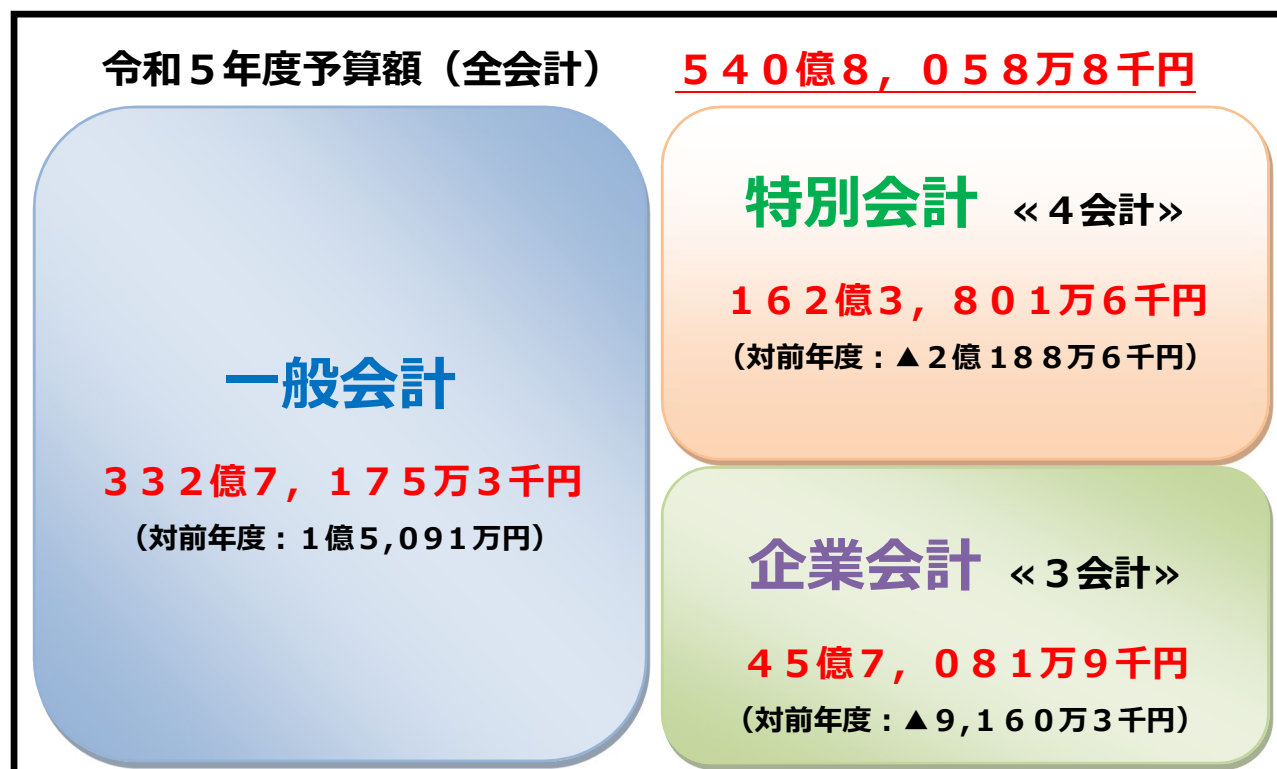 令和５年度予算額（全会計）　５４０億８，０５８万８千円
一般会計
３３２億７，１７５万３千円
（対前年度：１億５,０９１万円）
特別会計 «４会計»
１６２億３，８０１万６千円
（対前年度：▲２億１８８万６千円）
企業会計 «３会計»
４５億７，０８１万９千円
（対前年度：▲９,１６０万３千円）